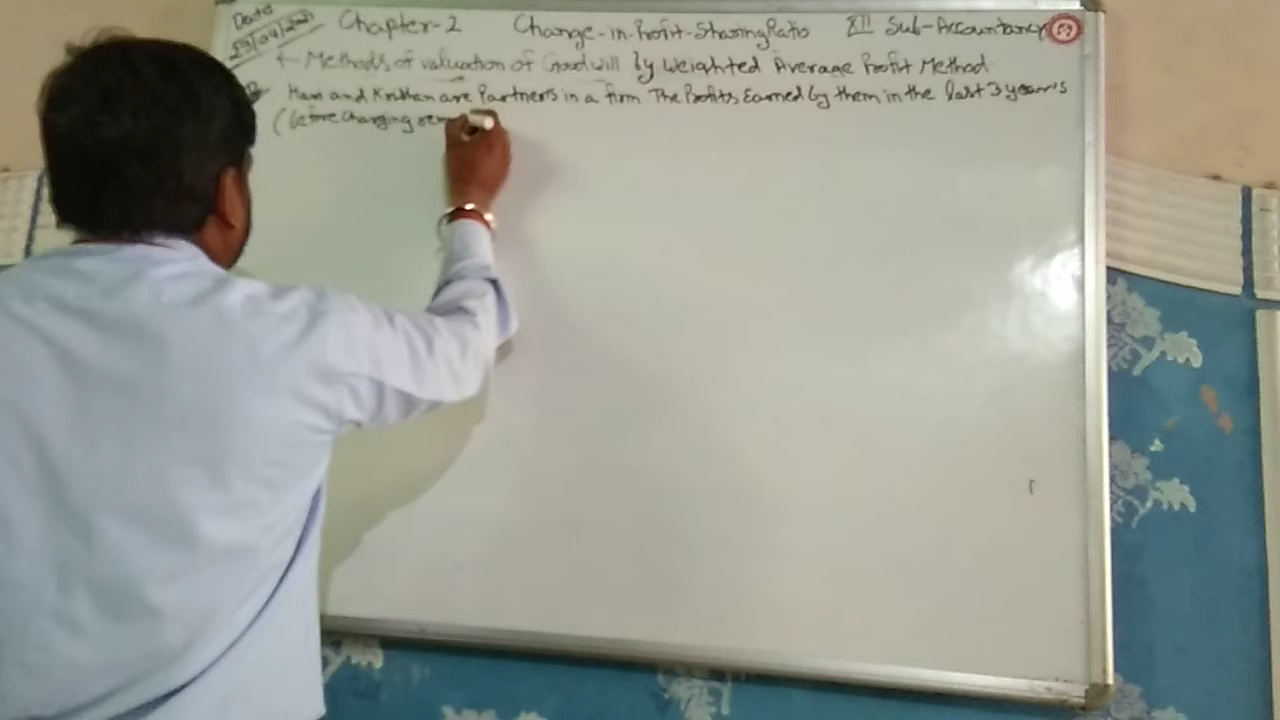 Date Chapter-2 Change-in-Profit-Sharing Ratio XII Sub-Accountancy
Methods of valuation of Goodwill by Weighted Average Profit Method
Hari and are Partners in a firm The Profits Earned by them in the last 3 year's
(before charging